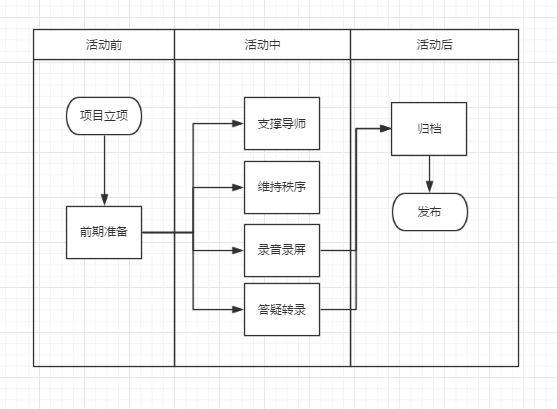 活动前
活动中
活动后
项目立项
前期准备
支撑导师
维持秩序
录音录屏
答疑转录
归档
发布